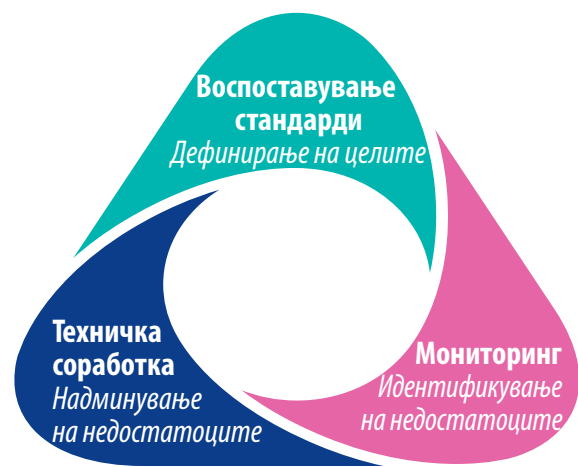 Воспоставување
стандарди
Дефинирање на целите
Техничка
соработка
Надминување
на недостатоците
Мониторинг
Идентификување
на недостатоците